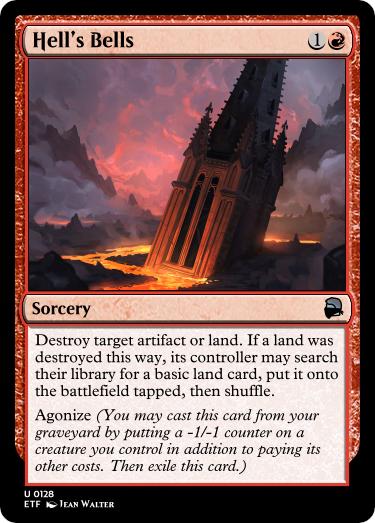 Hell's Bells 1
Sorcery
Destroy target artifact or land. If a land was
destroyed this way, its controller may search
their library for a basic land card, put it onto
the battlefield tapped, then shuffle.
Agonize (You may cast this card from your
graveyard by putting a -1/-1 counter on a
creature you control in addition to paying its
other costs. Then exile this card.)
U 0128
ETF Jean Walter